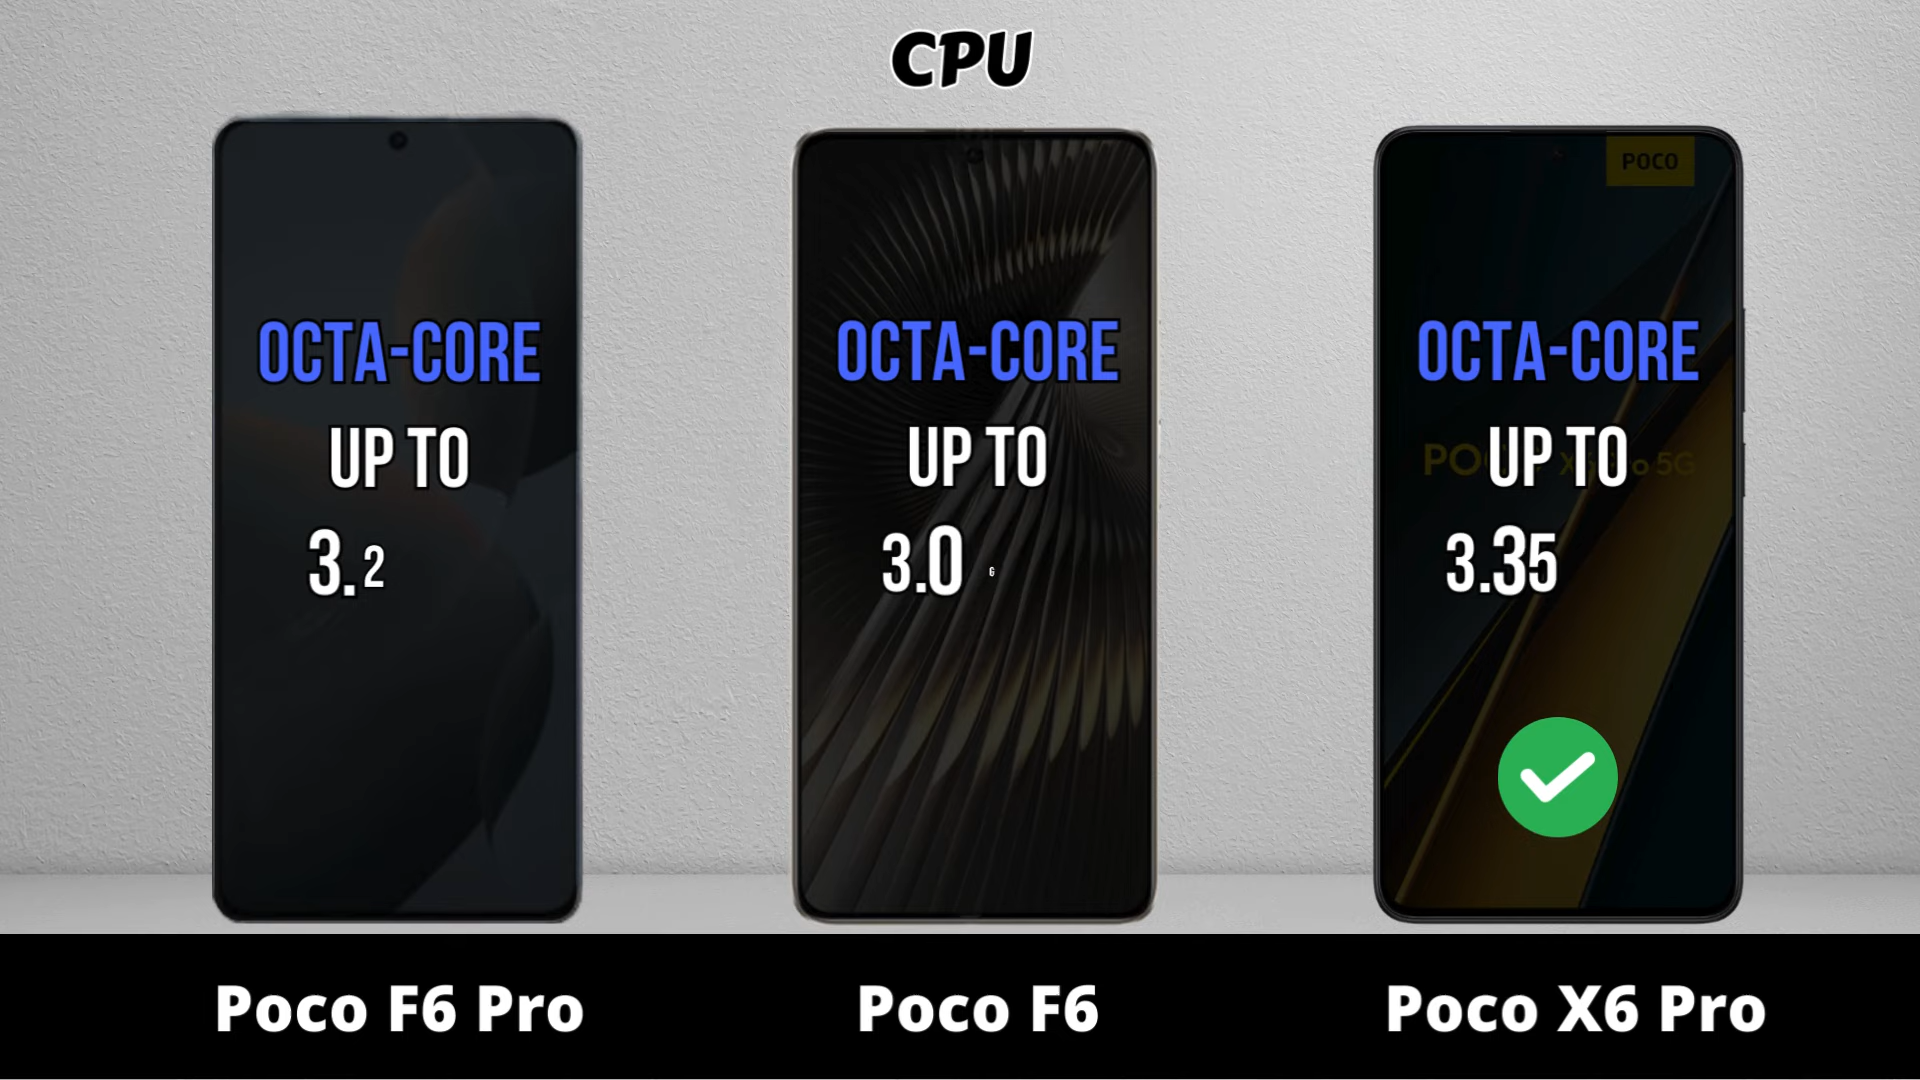 CPU
OCTA-CORE
UP TO
3.2
OCTA-CORE
UP TO
3.0 G
POCO
OCTA-CORE
UP TO
3.35
Poco F6 Pro
Poco F6
Poco X6 Pro